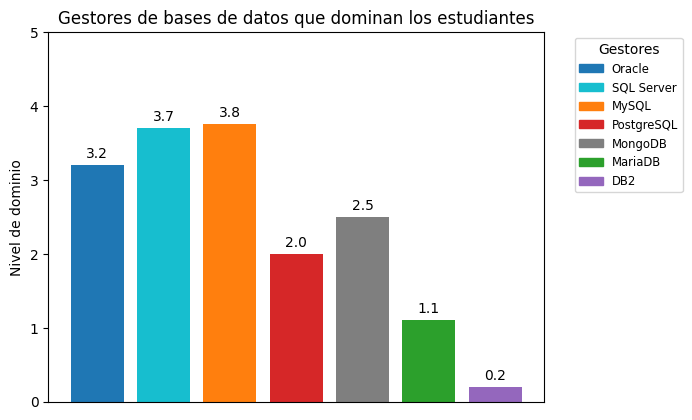 Gestores de bases de datos que dominan los estudiantes
Nivel de dominio
5
4
3
2
1
0
3.2
3.7
3.8
2.0
2.5
1.1
0.2
Gestores
Oracle
SQL Server
MySQL
PostgreSQL
MongoDB
MariaDB
DB2